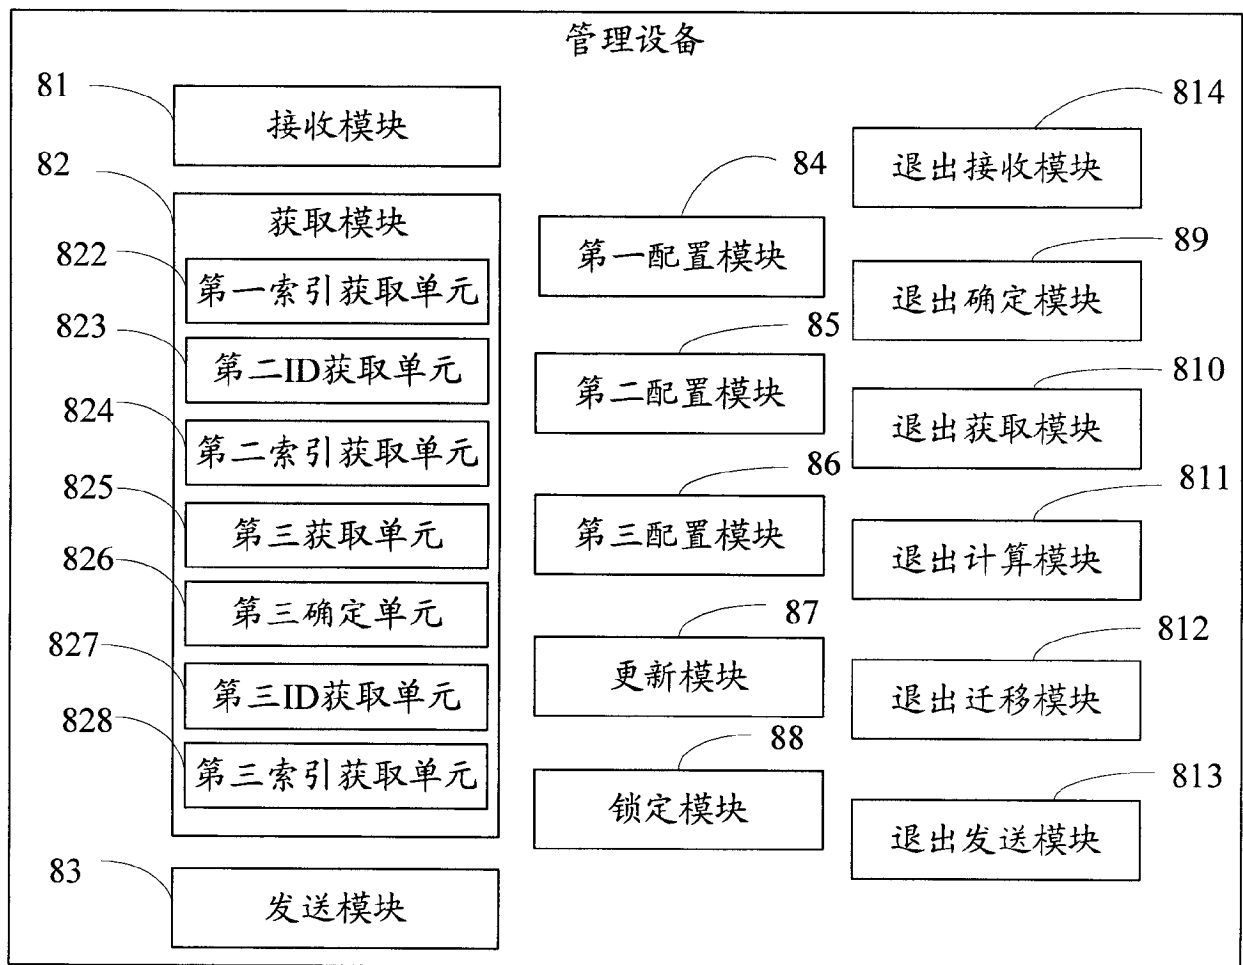 管理设备
81
接收模块
82
获取模块
822
第一索引获取单元
823
第二ID获取单元
824
第二索引获取单元
825
第三获取单元
826
第三确定单元
827
第三ID获取单元
828
第三索引获取单元
83
发送模块
84
第一配置模块
85
第二配置模块
86
第三配置模块
87
更新模块
88
锁定模块
814
退出接收模块
89
退出确定模块
810
退出获取模块
811
退出计算模块
812
退出迁移模块
813
退出发送模块